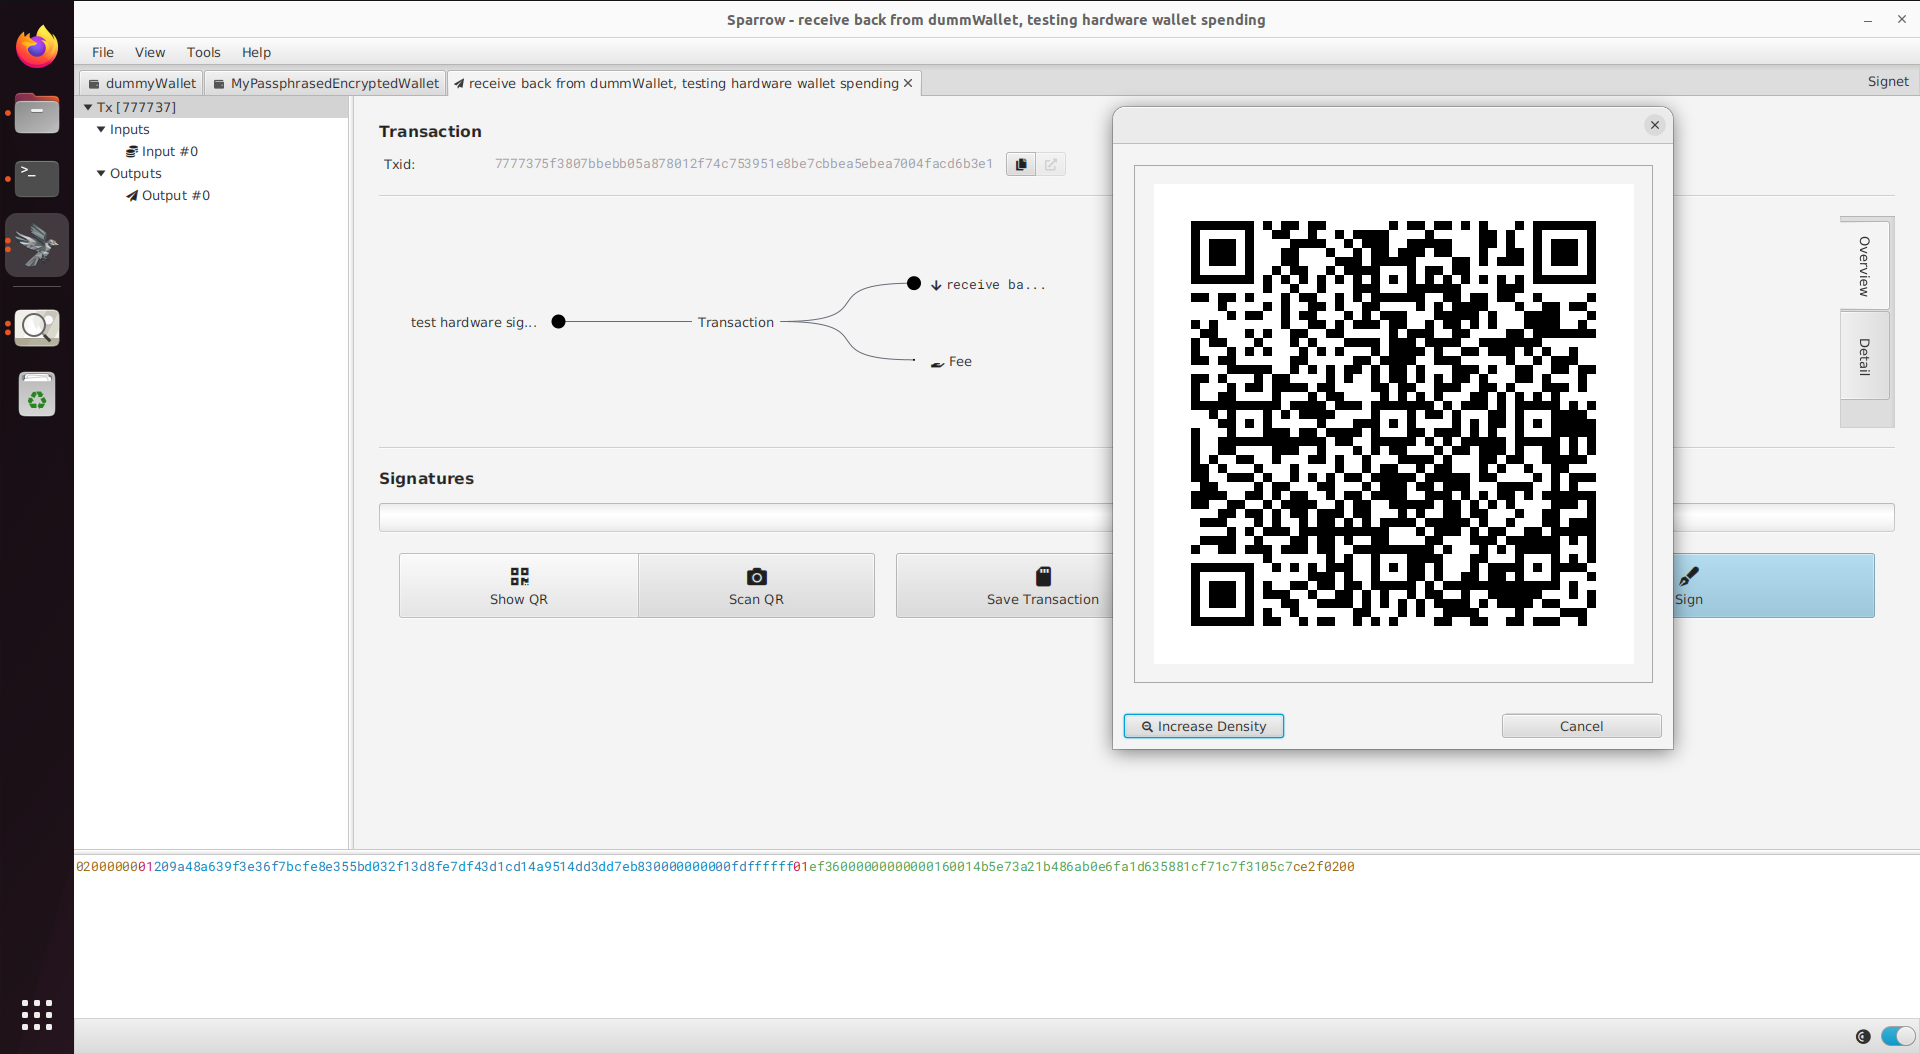 Sparrow - receive back from dummWallet, testing hardware wallet spending
File View Tools Help
dummyWallet MyPassphrasedEncryptedWallet receive back from dummWallet, testing hardware wallet spending Signet
Tx [777737]
Inputs
Input #0
Outputs
Output #0
Transaction
Txid: 7777375f3807bbebb05a878012f74c753951e8be7cbbea5ebea7004facd6b3e1
test hardware sig...
Transaction
receive ba...
Fee
Overview
Detail
Signatures
Show QR
Scan QR
Save Transaction
Sign
Increase Density
Cancel
0200000001209a48a639f3e36f7bcfe8e355bd032f13d8fe7df43d1cd14a9514dd3dd7eb830000000000fdffffff01ef36000000000000160014b5e73a21b486ab0e6fa1d635881cf71c7f3105c7ce2f0200